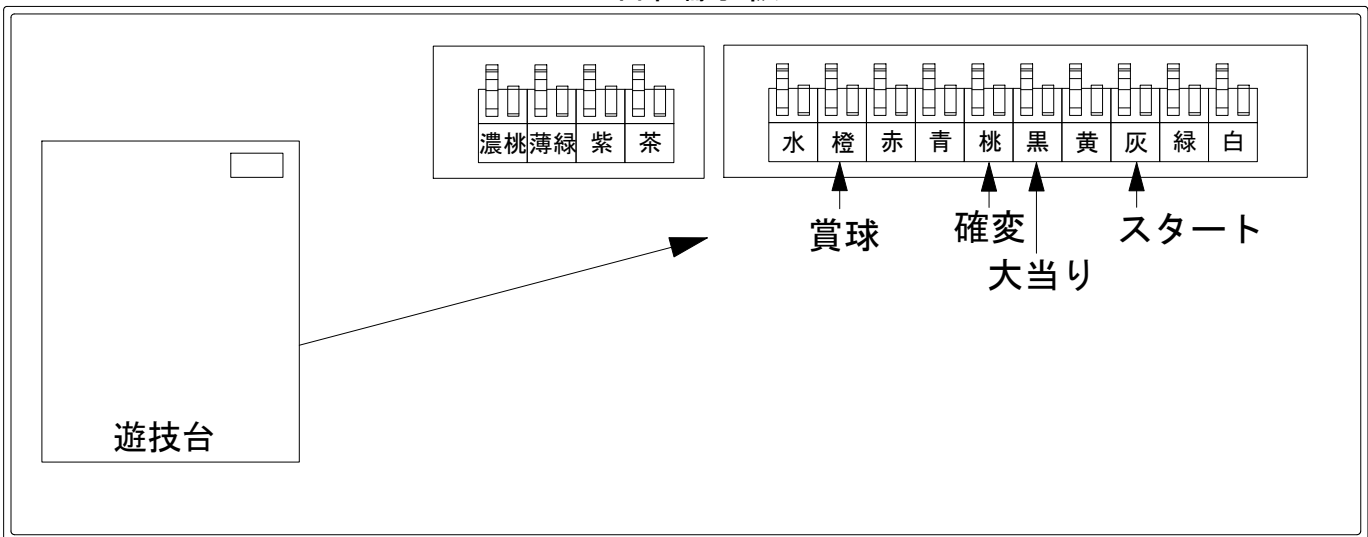 濃桃 薄緑 紫 茶
水 橙 赤 青 桃 黒 黄 灰 緑 白
賞球 確変 スタート
大当り
遊技台